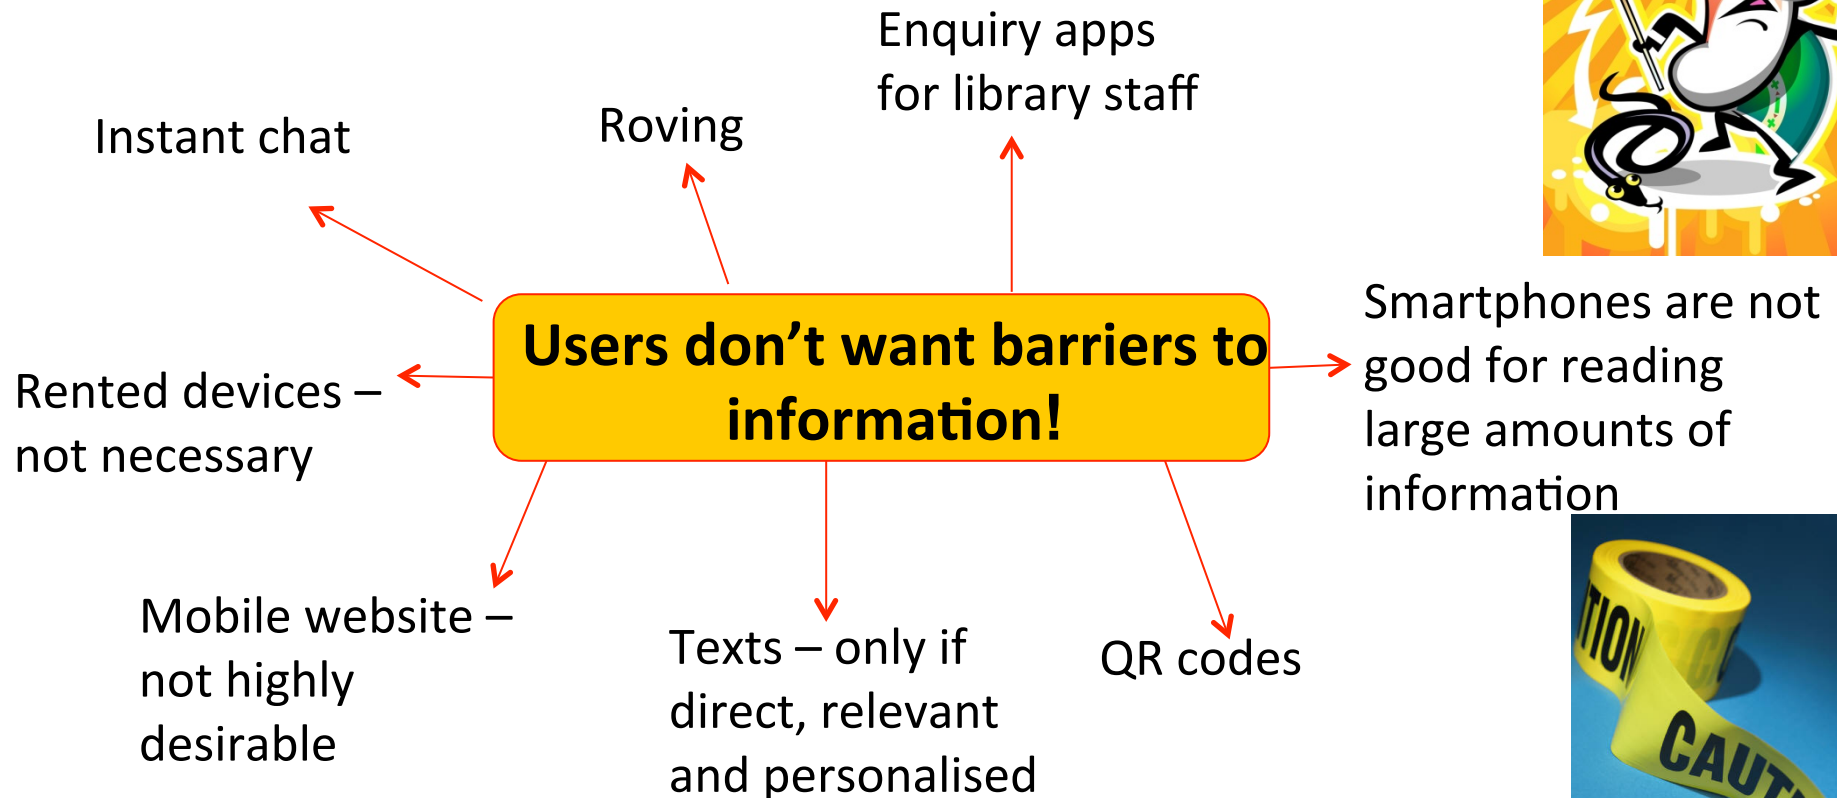 Enquiry apps
for library staff
Instant chat
Roving
Users don’t want barriers to
information!
Smartphones are not
good for reading
large amounts of
information
Rented devices –
not necessary
Mobile website –
not highly
desirable
Texts – only if
direct, relevant
and personalised
QR codes
TION
CAUT